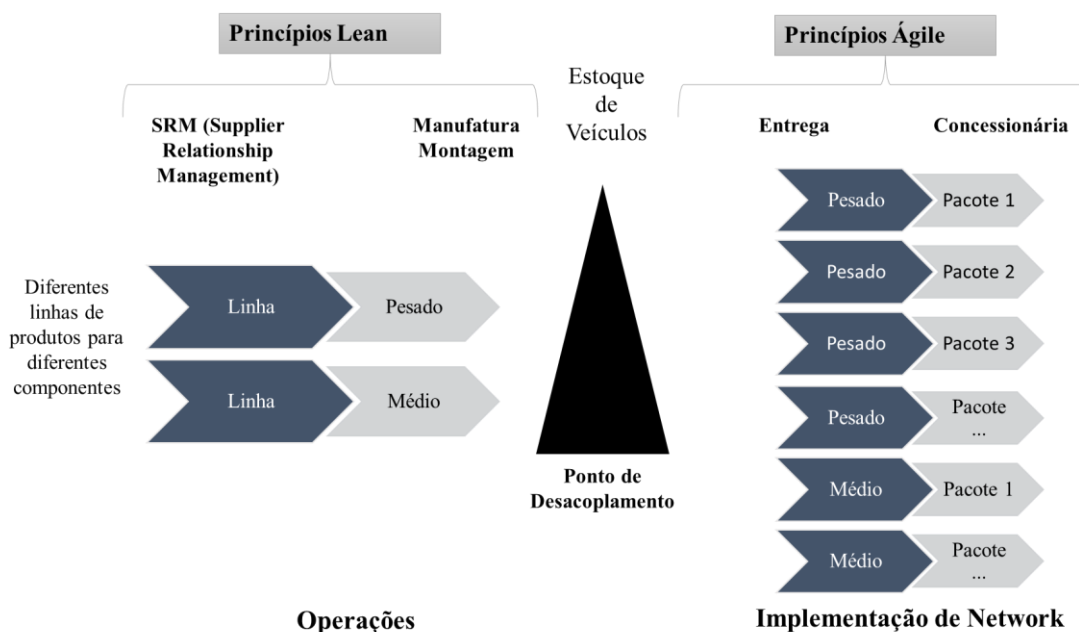 Princípios Lean
Princípios Ágile
SRM (Supplier
Relationship
Management)
Manufatura
Montagem
Estoque
de
Veículos
Entrega
Concessionária
Diferentes
linhas de
produtos para
diferentes
componentes
Linha
Pesado
Linha
Médio
Ponto de
Desacoplamento
Pesado
Pacote 1
Pesado
Pacote 2
Pesado
Pacote 3
Pesado
Pacote
...
Médio
Pacote 1
Médio
Pacote
...
Operações
Implementação de Network